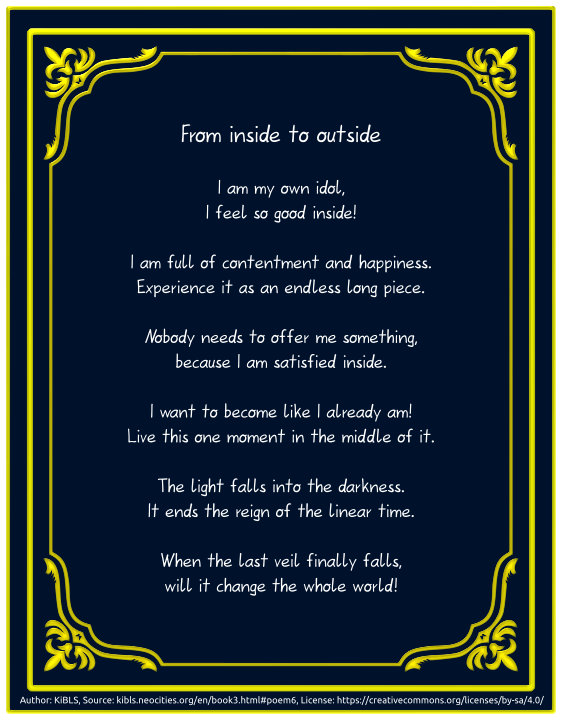 From inside to outside
I am my own idol,
I feel so good inside!
I am full of contentment and happiness.
Experience it as an endless long piece.
Nobody needs to offer me something,
because I am satisfied inside.
I want to become like I already am!
Live this one moment in the middle of it.
The light falls into the darkness.
It ends the reign of the linear time.
When the last veil finally falls,
will it change the whole world!
Author: KiBLS, Source: kibls.neocities.org/en/book3.html#poem6, License: https://creativecommons.org/licenses/by-sa/4.0/